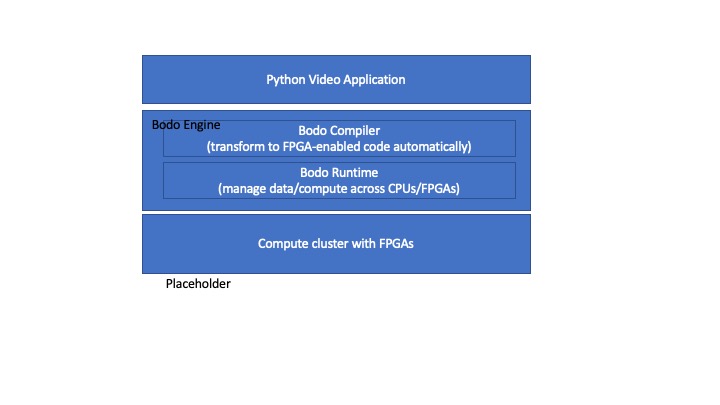 Python Video Application
Bodo Engine
Bodo Compiler
(transform to FPGA-enabled code automatically)
Bodo Runtime
(manage data/compute across CPUs/FPGAs)
Compute cluster with FPGAs
Placeholder